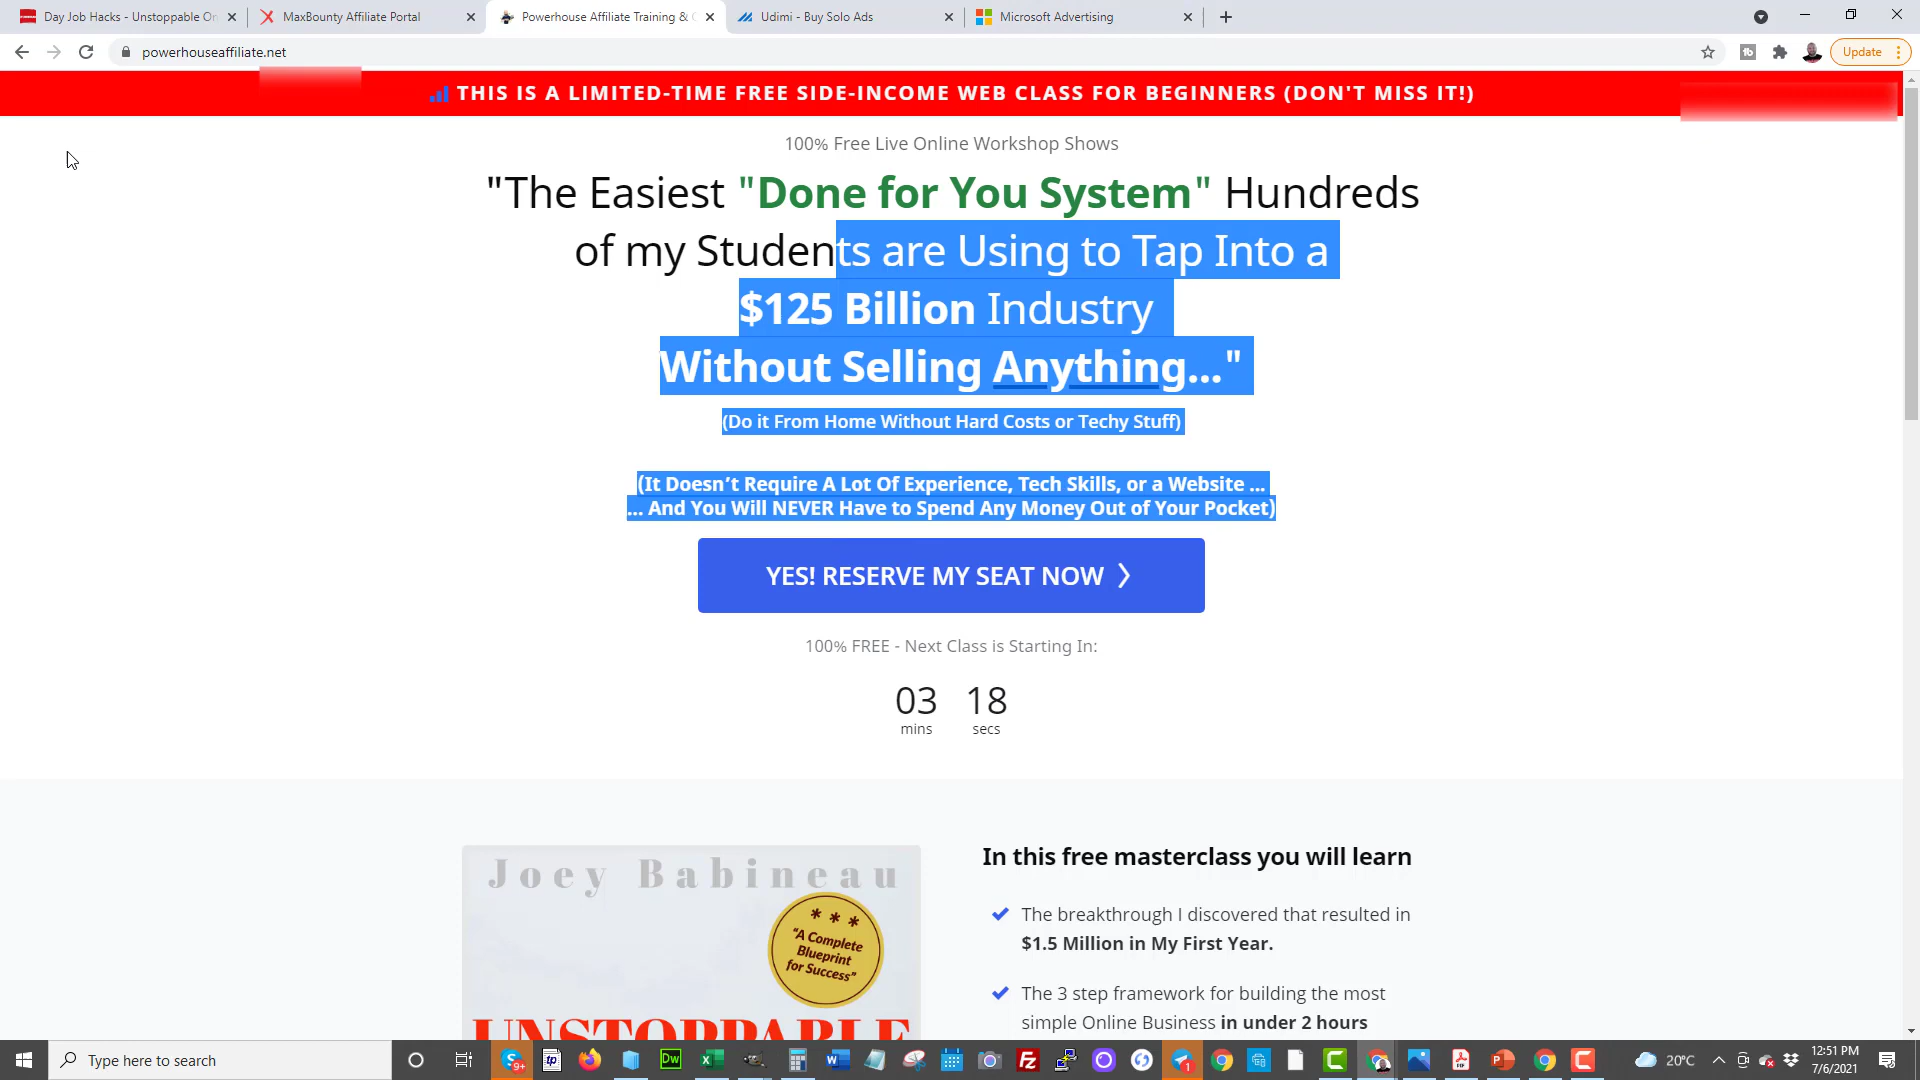 Day Job Hacks - Unstoppable On
MaxBounty Affiliate Portal
Powerhouse Affiliate Training &
Udimi - Buy Solo Ads
Microsoft Advertising
powerhouseaffiliate.net
Update
THIS IS A LIMITED-TIME FREE SIDE-INCOME WEB CLASS FOR BEGINNERS (DON'T MISS IT!)
100% Free Live Online Workshop Shows
"The Easiest "Done for You System" Hundreds
of my Students are Using to Tap Into a
$125 Billion Industry
Without Selling Anything..."
(Do it From Home Without Hard Costs or Techy Stuff)
(It Doesn’t Require A Lot Of Experience, Tech Skills, or a Website ...
... And You Will NEVER Have to Spend Any Money Out of Your Pocket)
YES! RESERVE MY SEAT NOW
100% FREE - Next Class is Starting In:
03 18
mins secs
Joey Babineau
"A Complete
Blueprint
for Success"
UNSTOPPABLE
In this free masterclass you will learn
The breakthrough I discovered that resulted in
$1.5 Million in My First Year.
The 3 step framework for building the most
simple Online Business in under 2 hours
Type here to search
20°C
12:51 PM
7/6/2021